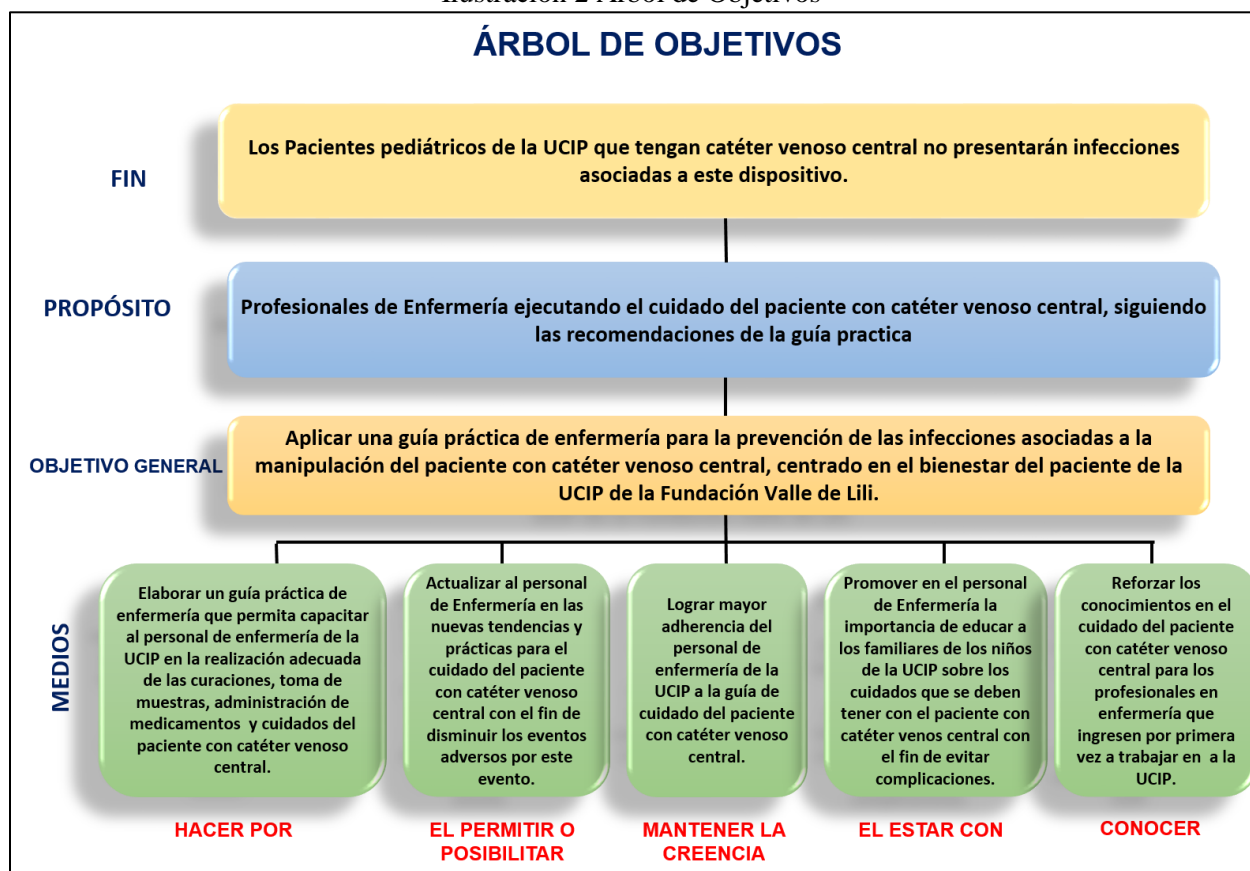 Ilustración 2 Árbol de Objetivos
ÁRBOL DE OBJETIVOS
FIN
Los Pacientes pediátricos de la UCIP que tengan catéter venoso central no presentarán infecciones
asociadas a este dispositivo.
PROPÓSITO
Profesionales de Enfermería ejecutando el cuidado del paciente con catéter venoso central, siguiendo
las recomendaciones de la guía practica
OBJETIVO GENERAL
Aplicar una guía práctica de enfermería para la prevención de las infecciones asociadas a la
manipulación del paciente con catéter venoso central, centrado en el bienestar del paciente de la
UCIP de la Fundación Valle de Lili.
MEDIOS
Elaborar un guía práctica de
enfermería que permita capacitar
al personal de enfermería de la
UCIP en la realización adecuada
de las curaciones, toma de
muestras, administración de
medicamentos y cuidados del
paciente con catéter venoso
central.
Actualizar al personal
de Enfermería en las
nuevas tendencias y
prácticas para el
cuidado del paciente
con catéter venoso
central con el fin de
disminuir los eventos
adversos por este
evento.
Lograr mayor
adherencia del
personal de
enfermería de la
UCIP a la guía de
cuidado del paciente
con catéter venoso
central.
Promover en el personal
de Enfermería la
importancia de educar a
los familiares de los niños
de la UCIP sobre los
cuidados que se deben
tener con el paciente con
catéter venos central con
el fin de evitar
complicaciones.
Reforzar los
conocimientos en el
cuidado del paciente
con catéter venoso
central para los
profesionales en
enfermería que
ingresen por primera
vez a trabajar en a la
UCIP.
HACER POR
EL PERMITIR O
POSIBILITAR
MANTENER LA
CREENCIA
EL ESTAR CON
CONOCER